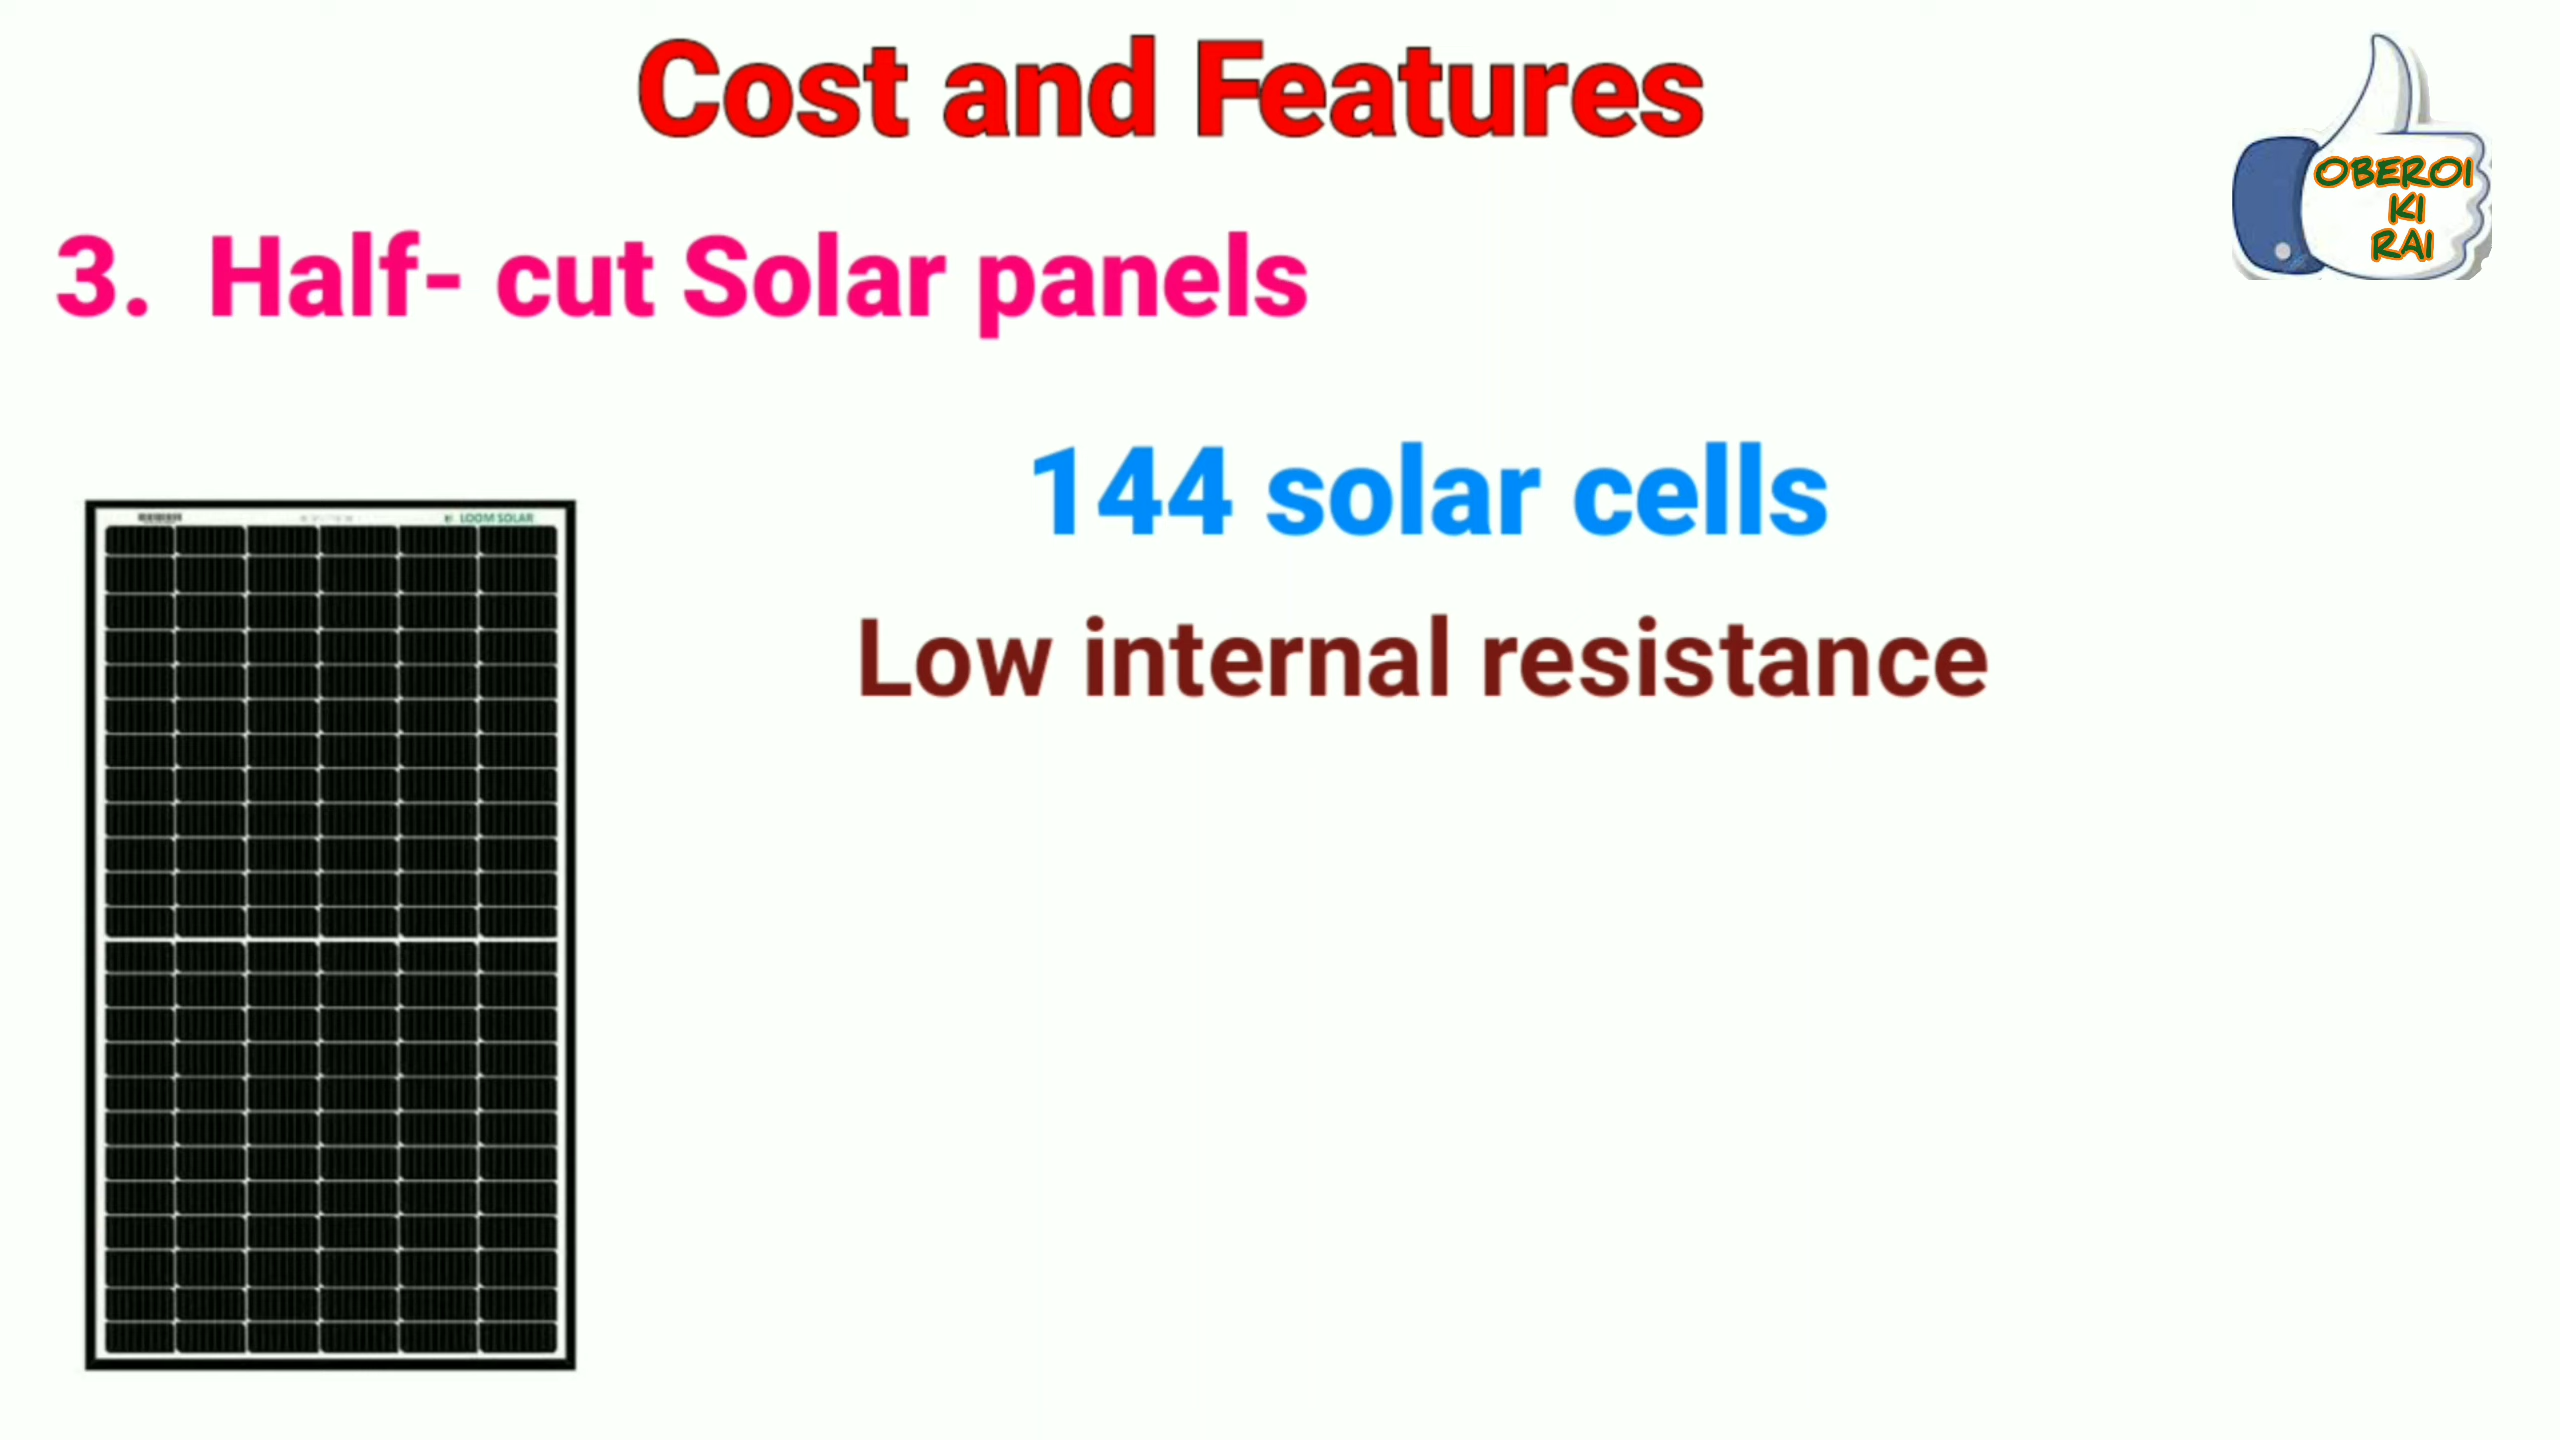 Cost and Features
OBEROI
KI
RAI
3. Half- cut Solar panels
144 solar cells
LOOM SOLAR
Low internal resistance